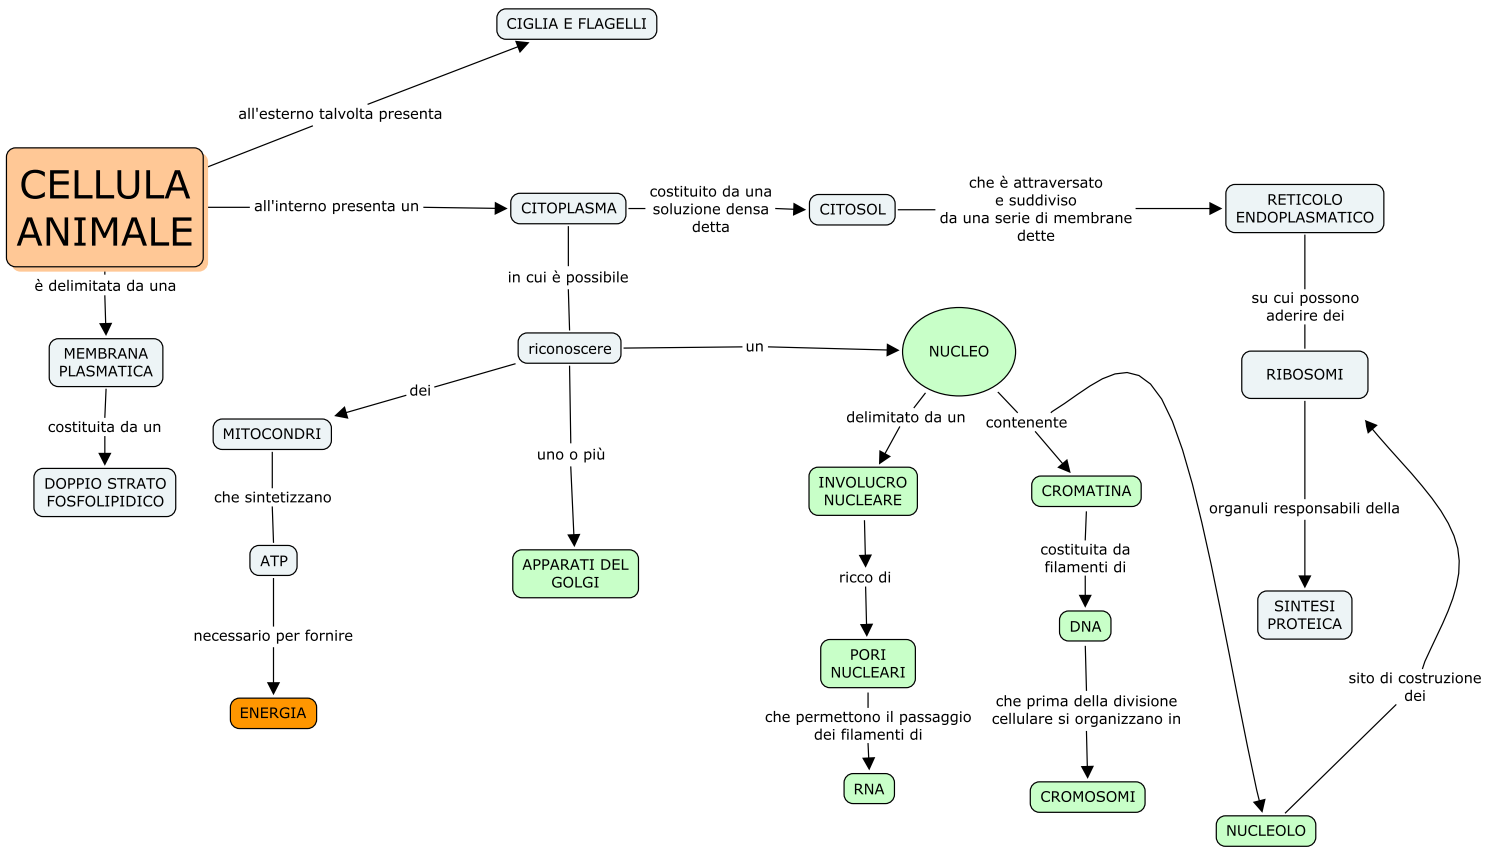 CIGLIA E FLAGELLI
all'esterno talvolta presenta
CELLULA
ANIMALE
all'interno presenta un
CITOPLASMA
costituito da una
soluzione densa
detta
CITOSOL
che è attraversato
e suddiviso
da una serie di membrane
dette
RETICOLO
ENDOPLASMATICO
è delimitata da una
MEMBRANA
PLASMATICA
costituita da un
DOPPIO STRATO
FOSFOLIPIDICO
in cui è possibile
riconoscere
dei
MITOCONDRI
che sintetizzano
ATP
necessario per fornire
ENERGIA
uno o più
APPARATI DEL
GOLGI
un
NUCLEO
delimitato da un
INVOLUCRO
NUCLEARE
ricco di
PORI
NUCLEARI
che permettono il passaggio
dei filamenti di
RNA
contenente
CROMATINA
costituita da
filamenti di
DNA
che prima della divisione
cellulare si organizzano in
CROMOSOMI
NUCLEOLO
sito di costruzione
dei
su cui possono
aderire dei
RIBOSOMI
organuli responsabili della
SINTESI
PROTEICA